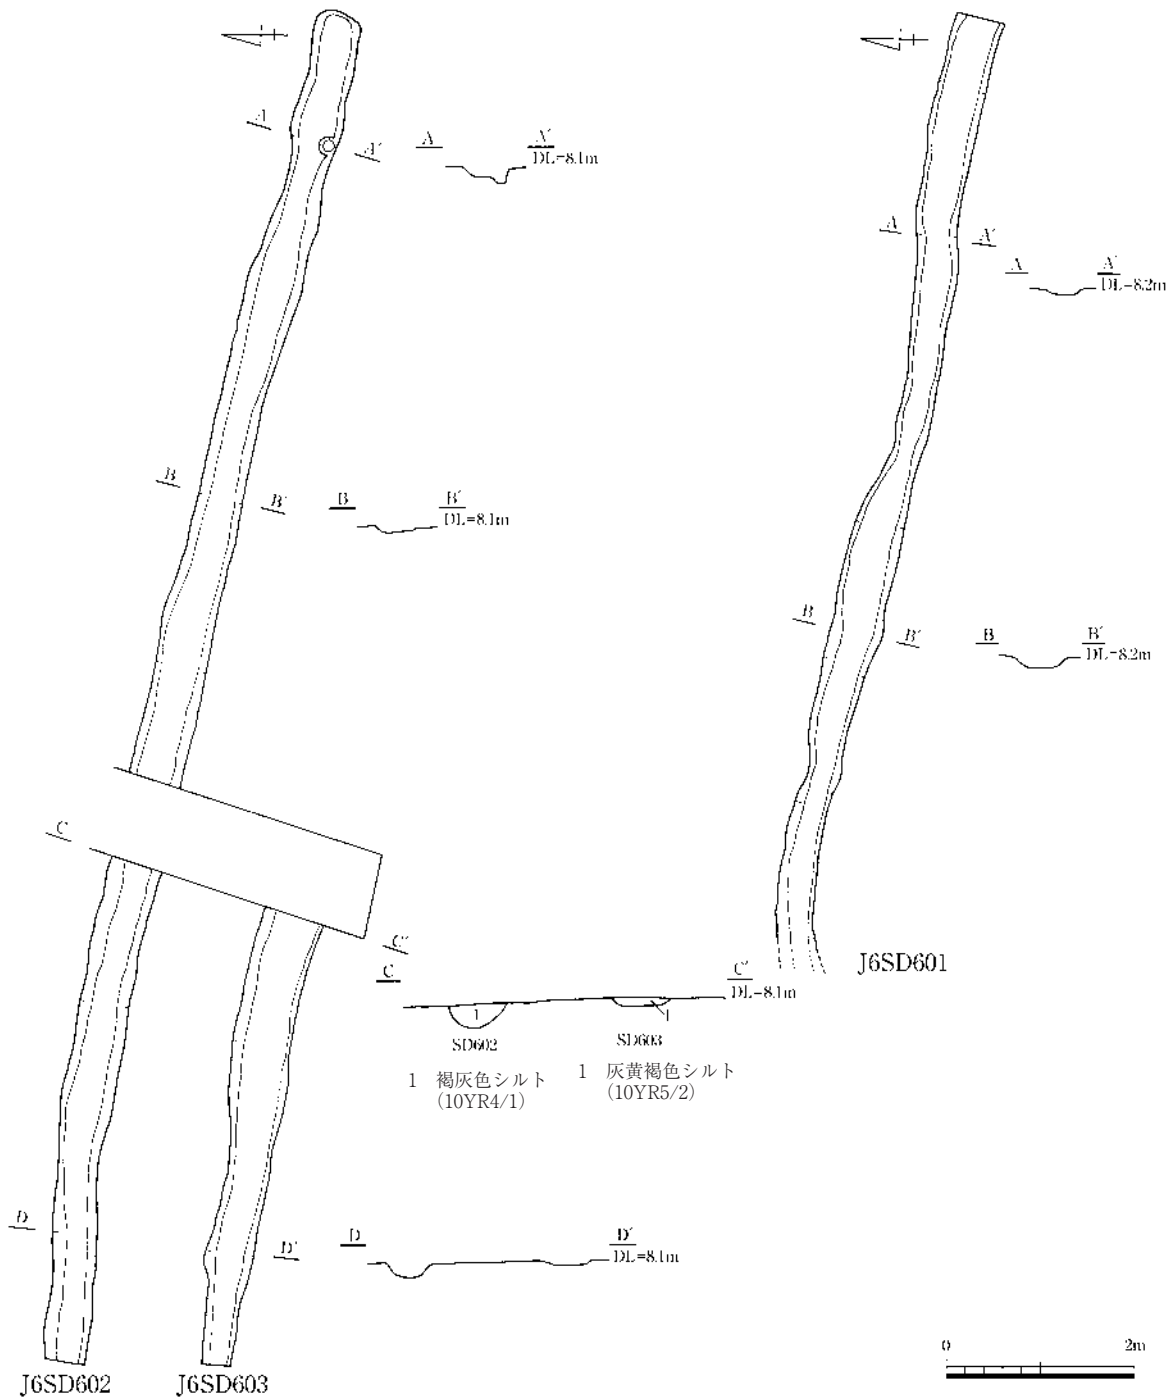 A
A′
A
A′
DL=8.1m
A
A′
A
A′
DL=8.2m
B
B′
B
B′
DL=8.1m
B
B′
B
B′
DL=8.2m
C
C′
C
C′
DL=8.1m
J6SD601
1
1
SD602
SD603
1 褐灰色シルト
(10YR4/1)
1 灰黄褐色シルト
(10YR5/2)
D
D′
D
D′
DL=8.1m
J6SD602
J6SD603
0
2m